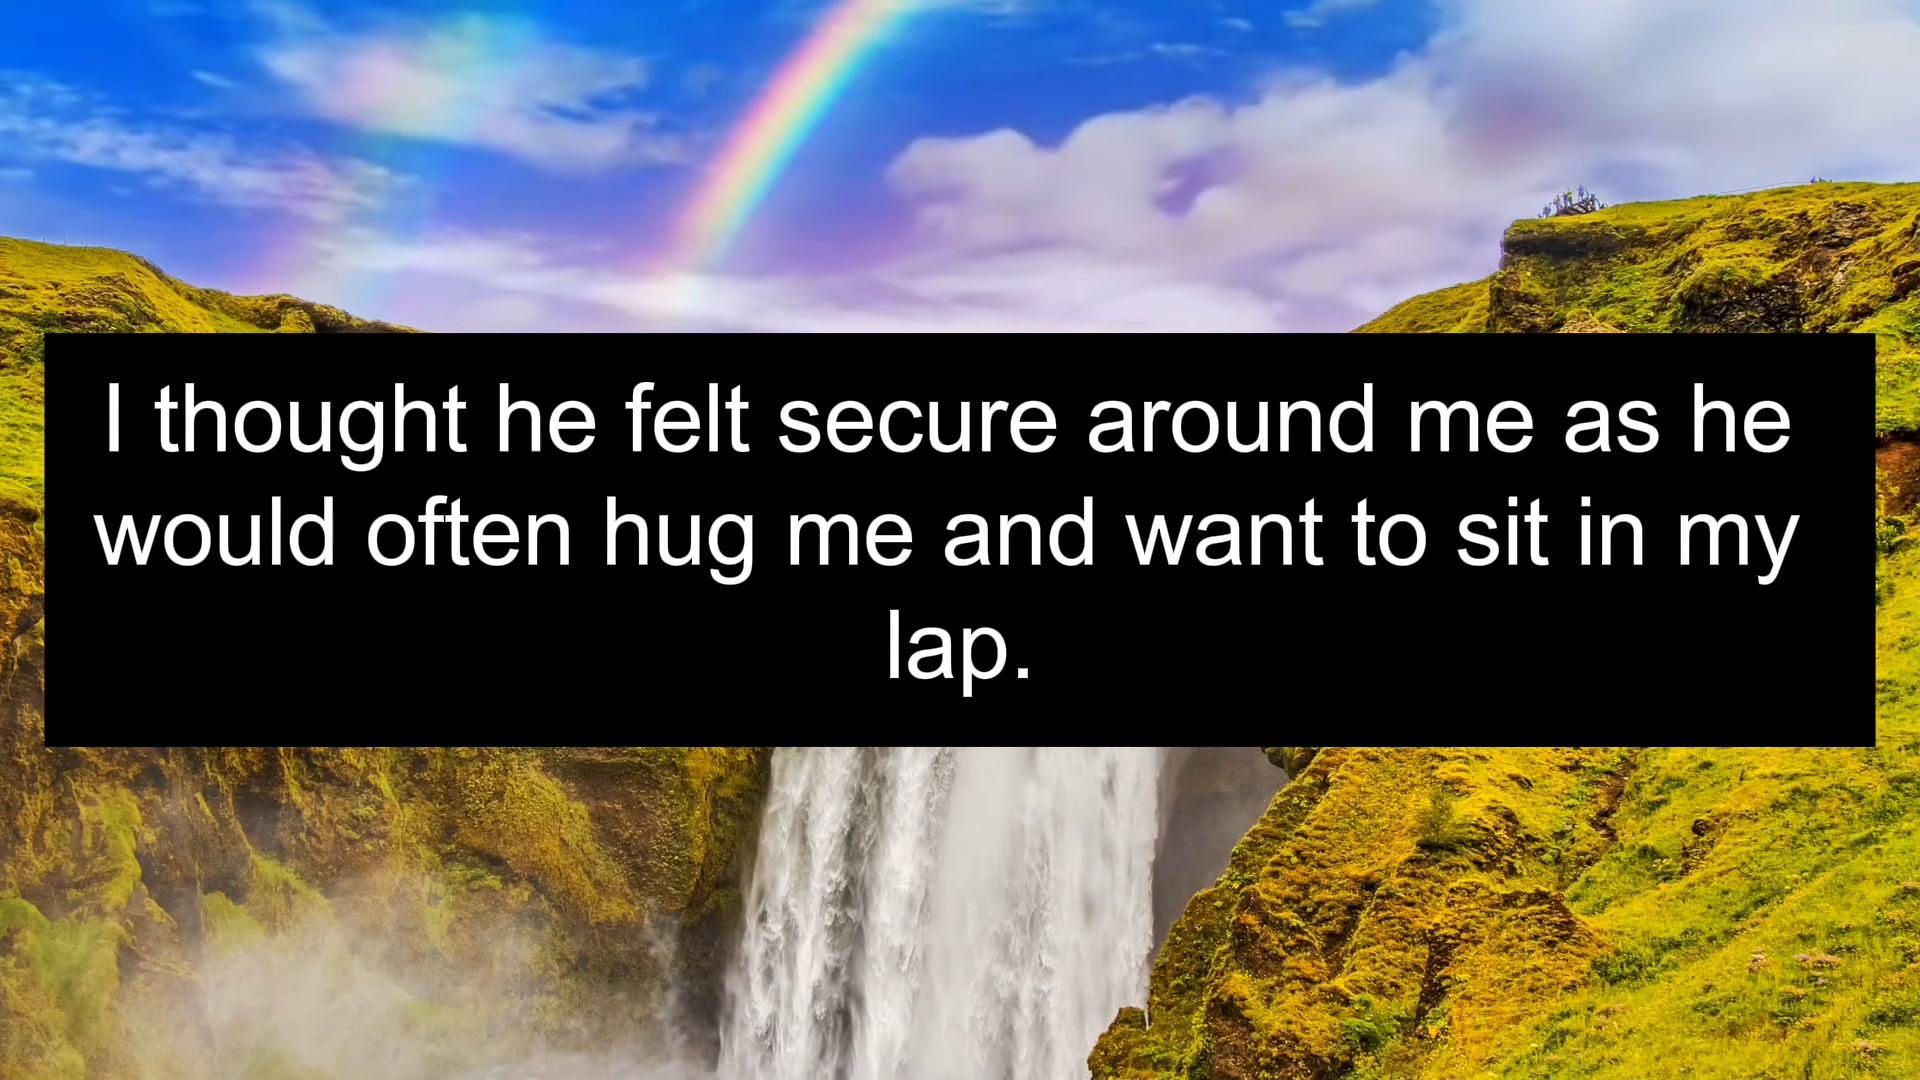 I thought he felt secure around me as he
would often hug me and want to sit in my
lap.